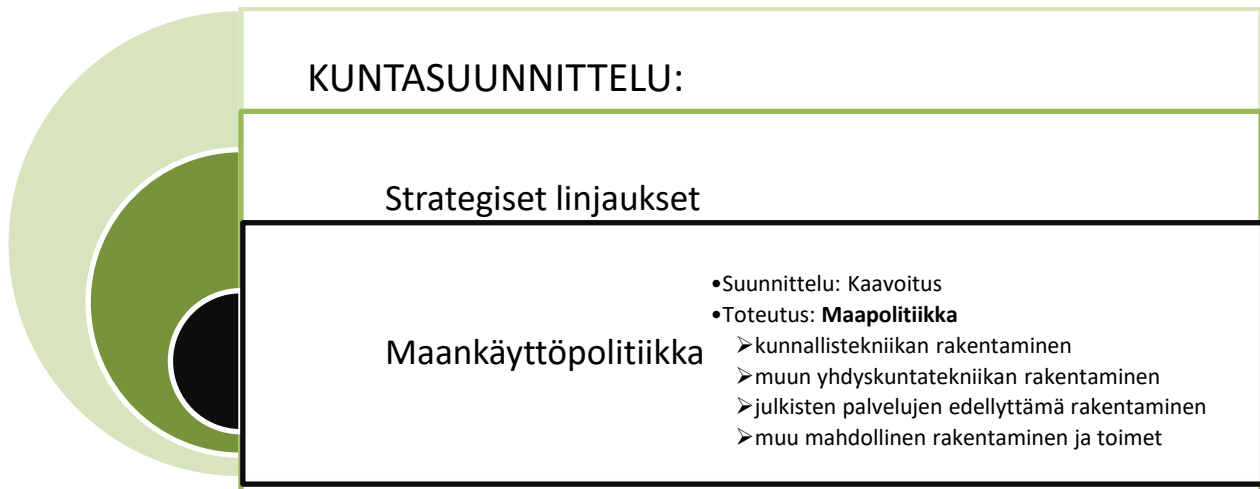 KUNTASUUNNITTELU:
Strategiset linjaukset
Maankäyttöpolitiikka
•Suunnittelu: Kaavoitus
•Toteutus: Maapolitiikka
➢kunnallistekniikan rakentaminen
➢muun yhdyskuntatekniikan rakentaminen
➢julkisten palvelujen edellyttämä rakentaminen
➢muu mahdollinen rakentaminen ja toimet